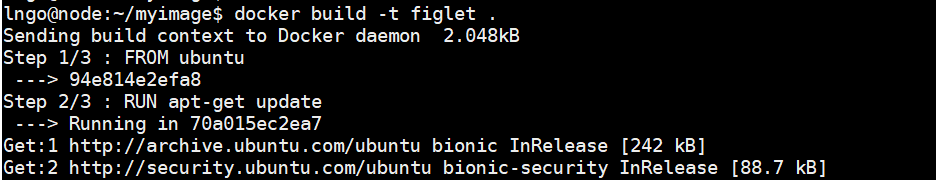 lngo@node:~/myimage$ docker build -t figlet .
Sending build context to Docker daemon  2.048kB
Step 1/3 : FROM ubuntu
 ---> 94e814e2efa8
Step 2/3 : RUN apt-get update
 ---> Running in 70a015ec2ea7
Get:1 http://archive.ubuntu.com/ubuntu bionic InRelease [242 kB]
Get:2 http://security.ubuntu.com/ubuntu bionic-security InRelease [88.7 kB]